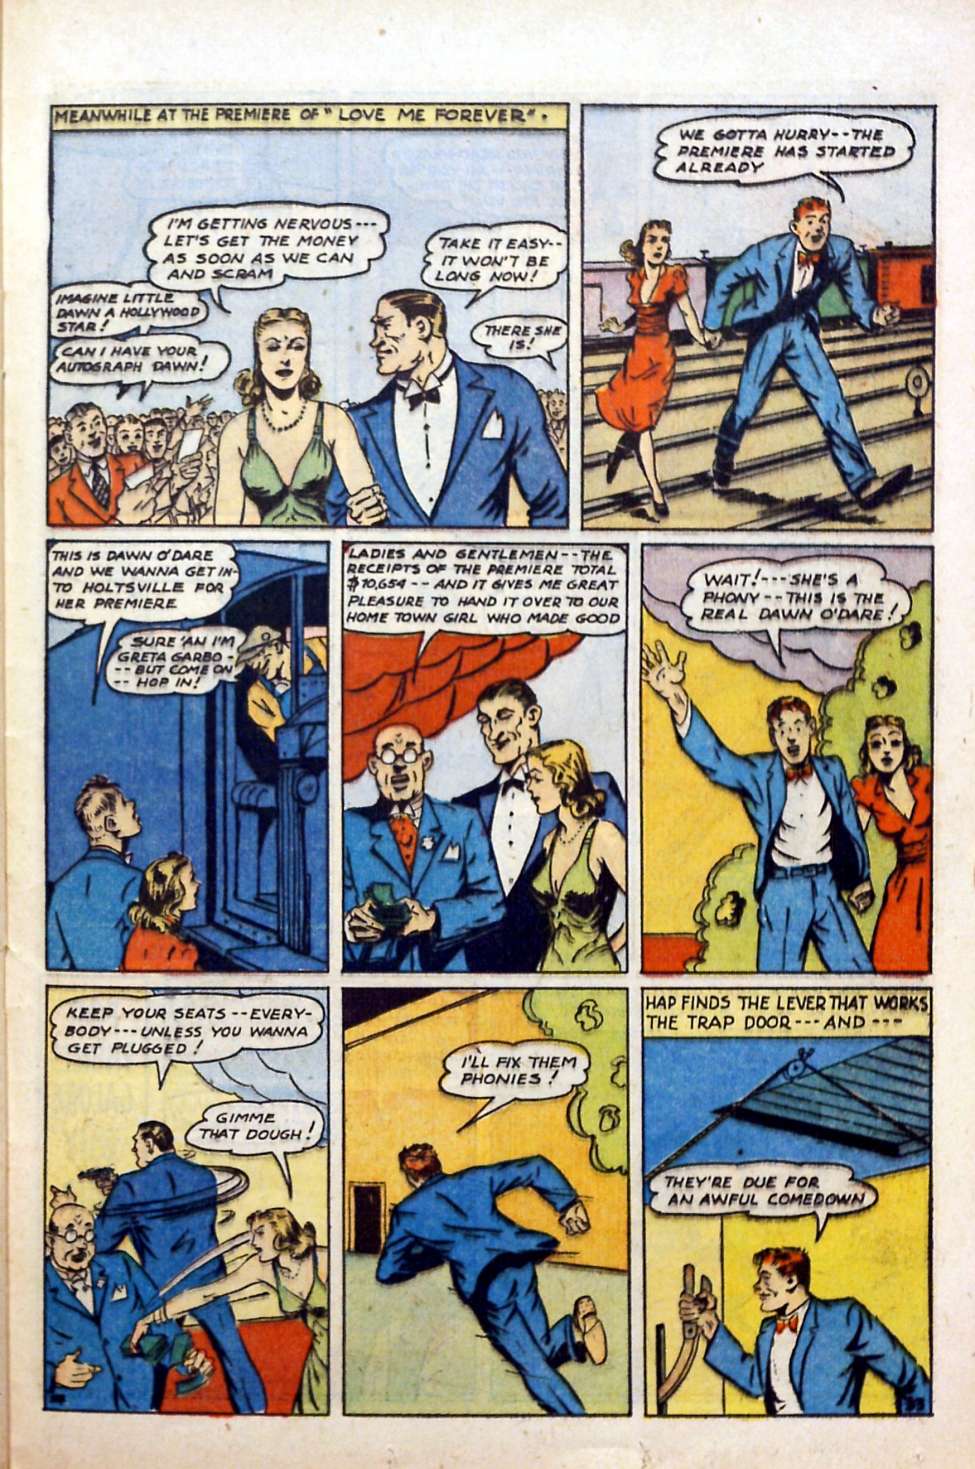 MEANWHILE AT THE PREMIERE OF "LOVE ME FOREVER".
I'M GETTING NERVOUS---
LET'S GET THE MONEY
AS SOON AS WE CAN
AND SCRAM
TAKE IT EASY--
IT WON'T BE
LONG NOW!
IMAGINE LITTLE
DAWN A HOLLYWOOD
STAR!
CAN I HAVE YOUR
AUTOGRAPH DAWN!
THERE SHE
IS!
WE GOTTA HURRY--THE
PREMIERE HAS STARTED
ALREADY
THIS IS DAWN O'DARE
AND WE WANNA GET IN-
TO HOLTSVILLE FOR
HER PREMIERE
SURE 'AN I'M
GRETA GARBO -
-- BUT COME ON
-- HOP IN!
LADIES AND GENTLEMEN--THE
RECEIPTS OF THE PREMIERE TOTAL
$10,654 -- AND IT GIVES ME GREAT
PLEASURE TO HAND IT OVER TO OUR
HOME TOWN GIRL WHO MADE GOOD
WAIT!---SHE'S A
PHONY--THIS IS THE
REAL DAWN O'DARE!
KEEP YOUR SEATS --EVERY-
BODY---UNLESS YOU WANNA
GET PLUGGED!
GIMME
THAT DOUGH!
I'LL FIX THEM
PHONIES!
HAP FINDS THE LEVER THAT WORKS
THE TRAP DOOR---AND---
THEY'RE DUE FOR
AN AWFUL COMEDOWN